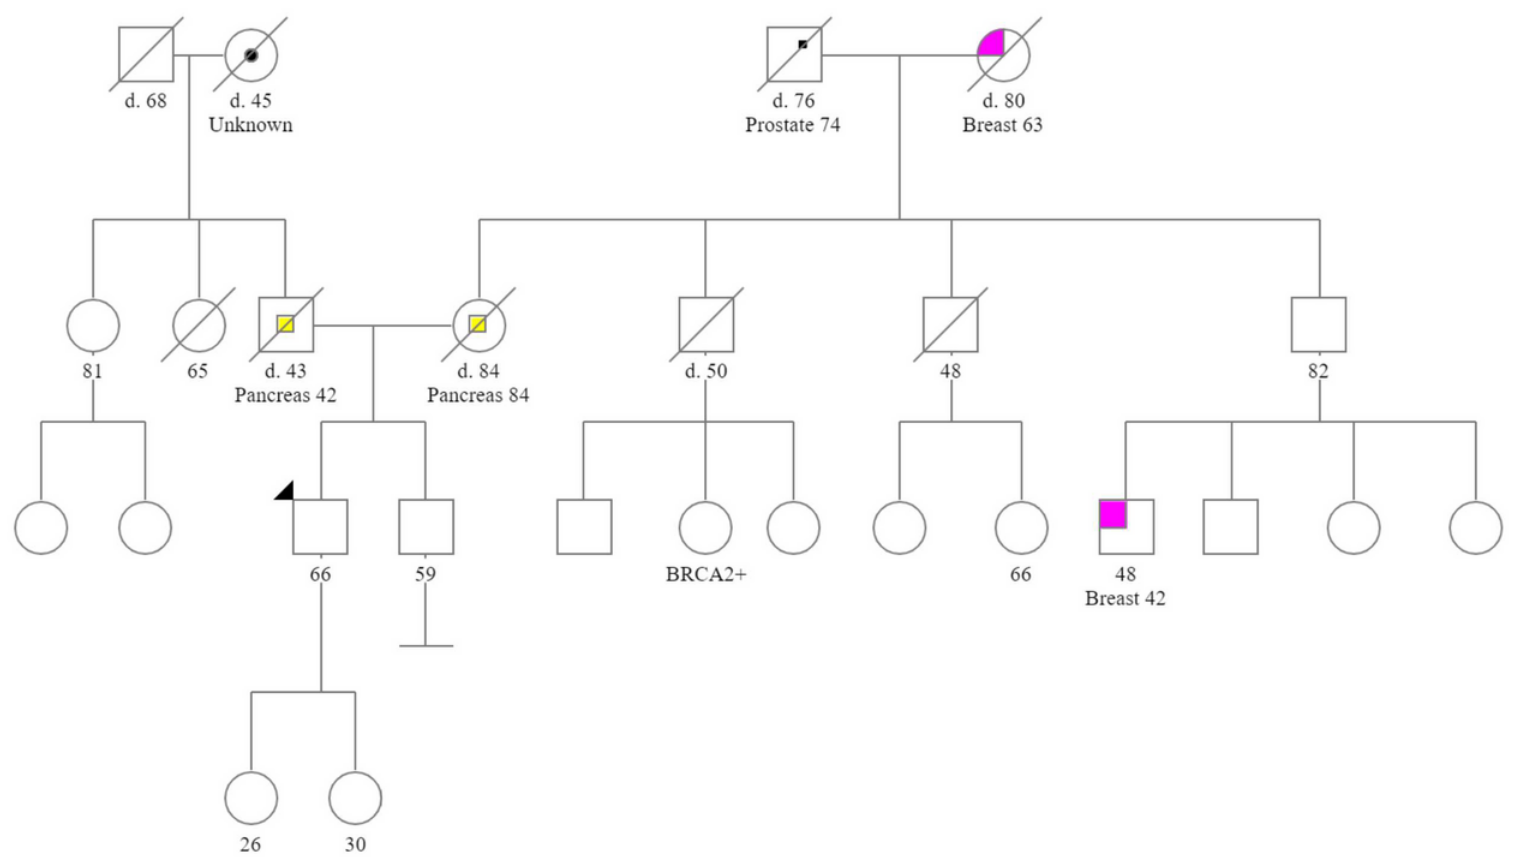 d. 68
d. 45
Unknown
d. 76
Prostate 74
d. 80
Breast 63
81
65
d. 43
Pancreas 42
d. 84
Pancreas 84
d. 50
48
82
66
59
BRCA2+
66
48
Breast 42
26
30